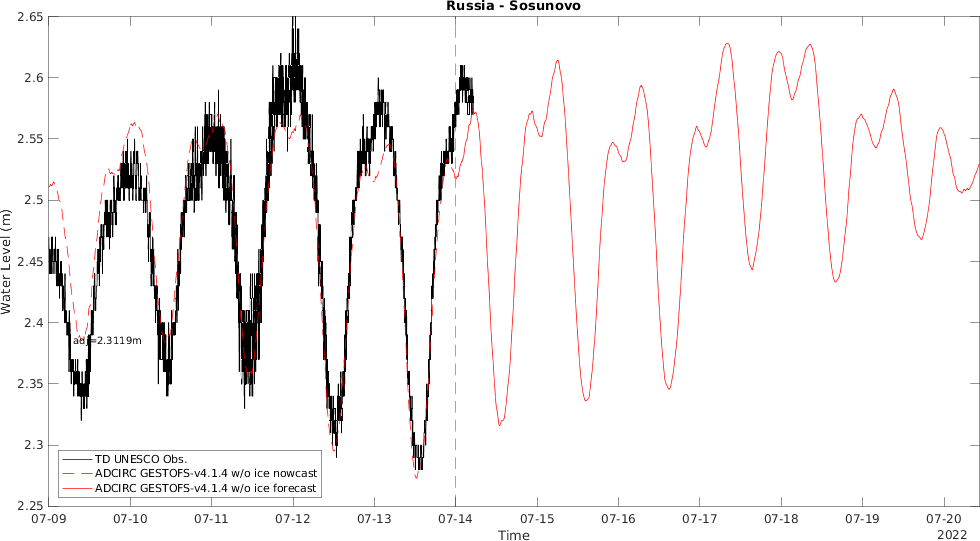 Russia - Sosunovo
2.65
2.6
2.55
2.5
2.45
2.4
2.35
2.3
2.25
Water Level (m)
adj=2.3119m
TD UNESCO Obs.
ADCIRC GESTOFS-v4.1.4 w/o ice nowcast
ADCIRC GESTOFS-v4.1.4 w/o ice forecast
07-09 07-10 07-11 07-12 07-13 07-14 07-15 07-16 07-17 07-18 07-19 07-20
Time
2022